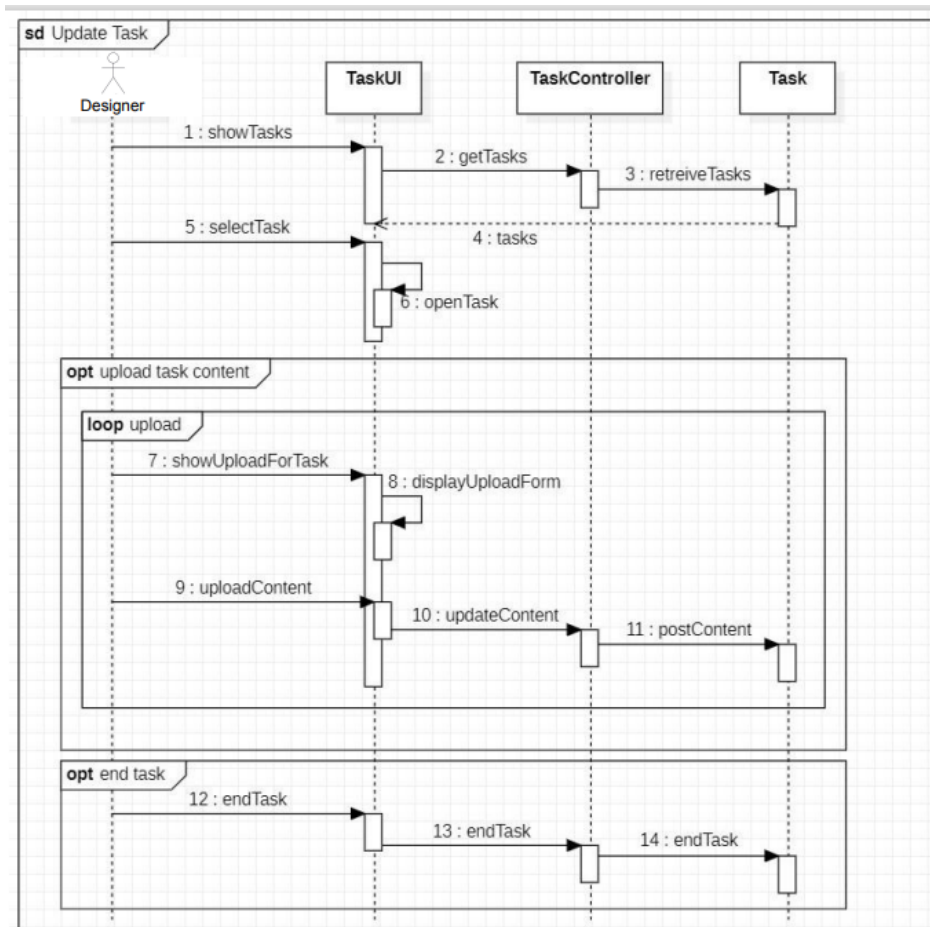 sd Update Task
Designer
TaskUI
TaskController
Task
1 : showTasks
2 : getTasks
3 : retreiveTasks
4 : tasks
5 : selectTask
6 : openTask
opt upload task content
loop upload
7 : showUploadForTask
8 : displayUploadForm
9 : uploadContent
10 : updateContent
11 : postContent
opt end task
12 : endTask
13 : endTask
14 : endTask